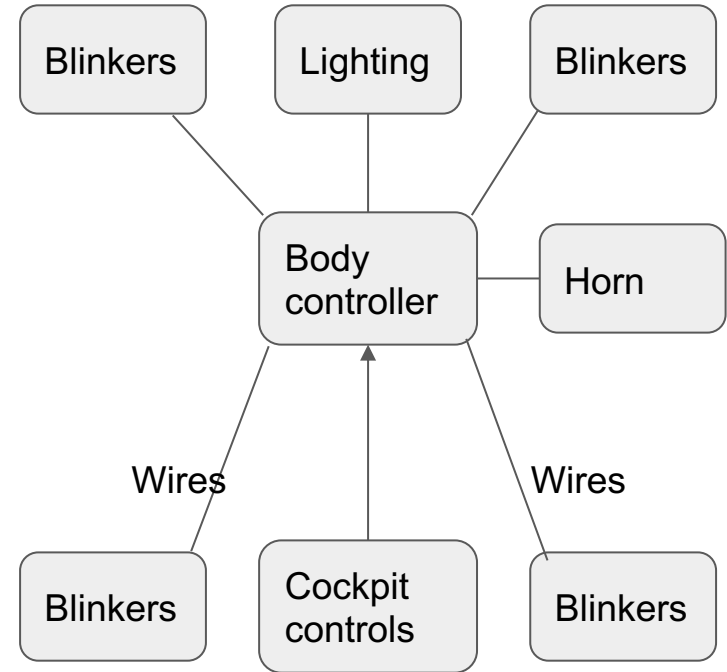 Blinkers
Lighting
Blinkers
Body
controller
Horn
Wires
Wires
Blinkers
Cockpit
controls
Blinkers